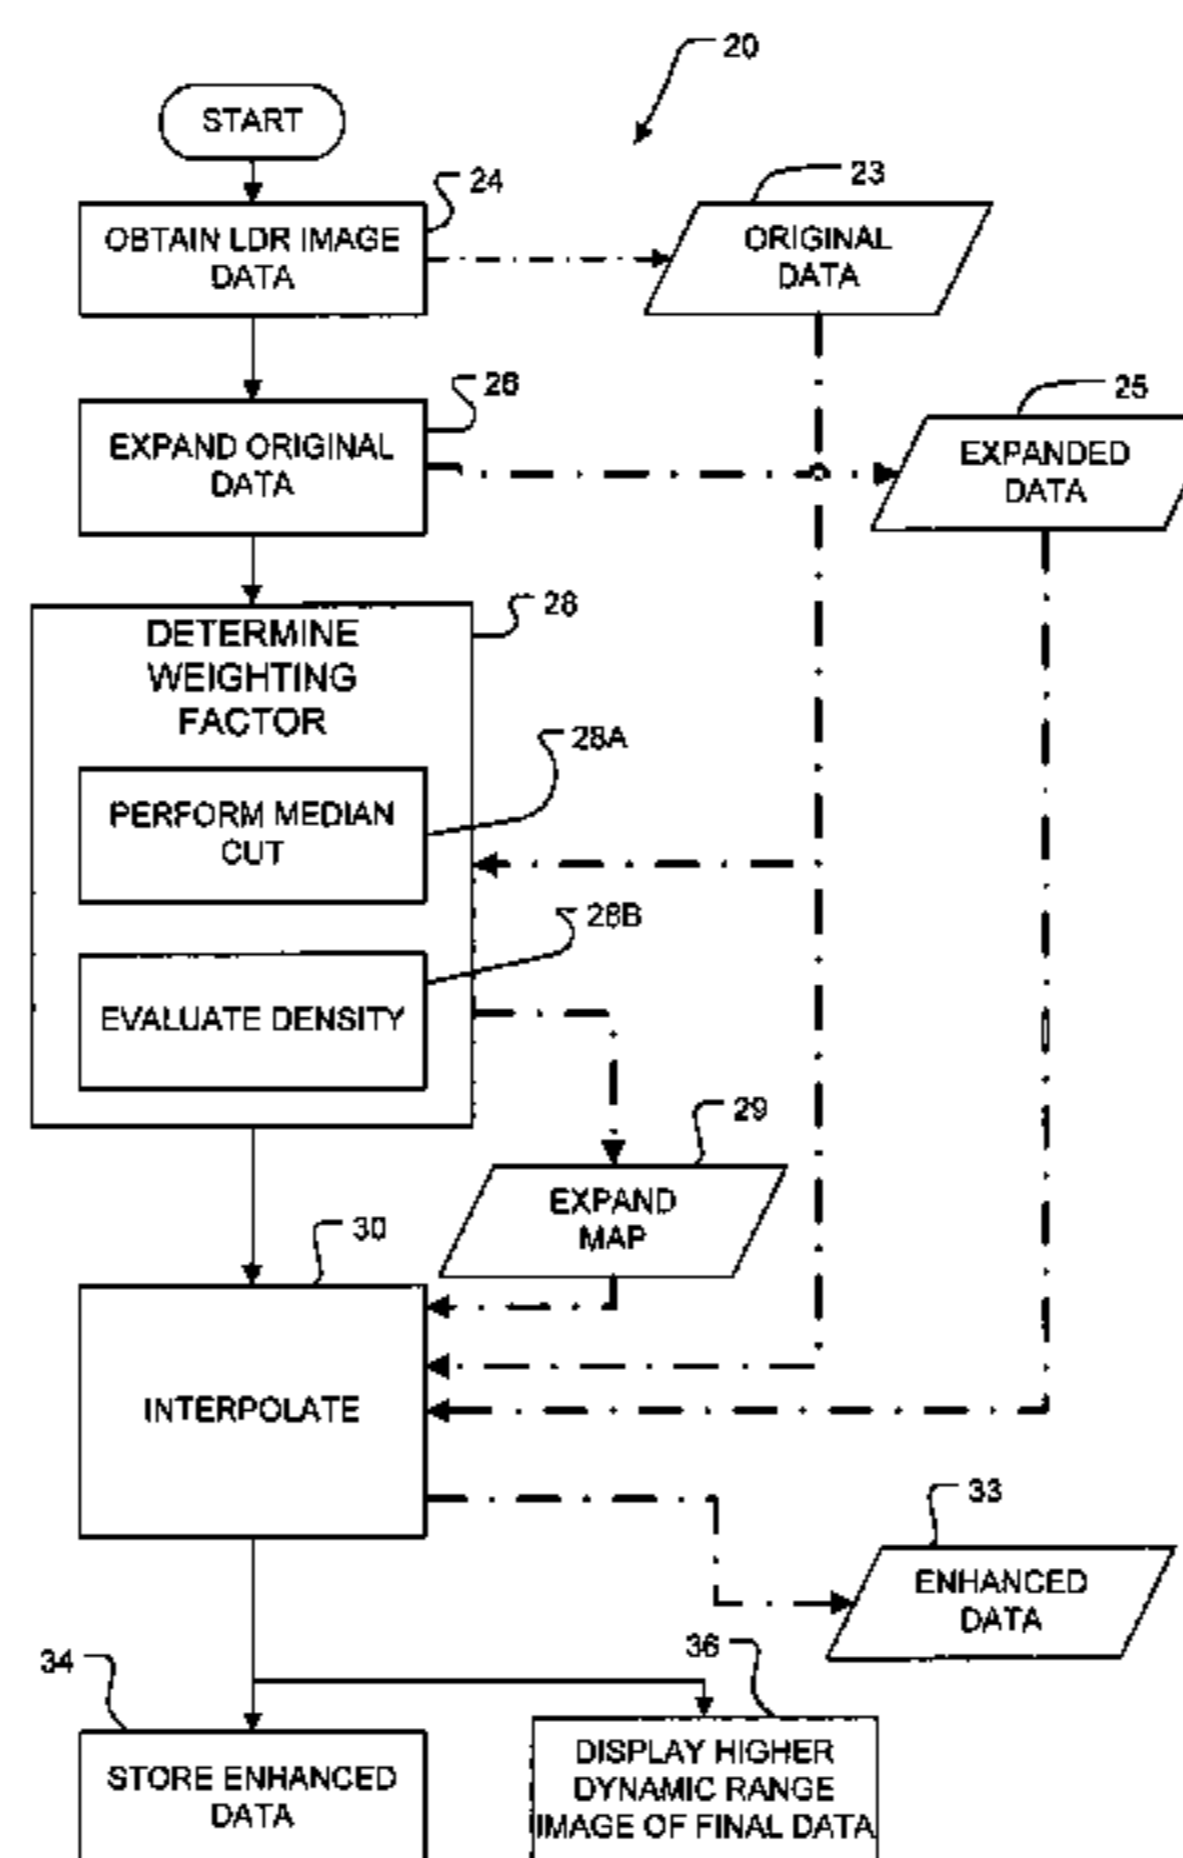 20
START
24
23
OBTAIN LDR IMAGE
DATA
ORIGINAL
DATA
26
25
EXPAND ORIGINAL
DATA
EXPANDED
DATA
28
DETERMINE
WEIGHTING
FACTOR
28A
PERFORM MEDIAN
CUT
28B
EVALUATE DENSITY
29
EXPAND
MAP
30
INTERPOLATE
33
ENHANCED
DATA
34
36
STORE ENHANCED
DATA
DISPLAY HIGHER
DYNAMIC RANGE
IMAGE OF FINAL DATA